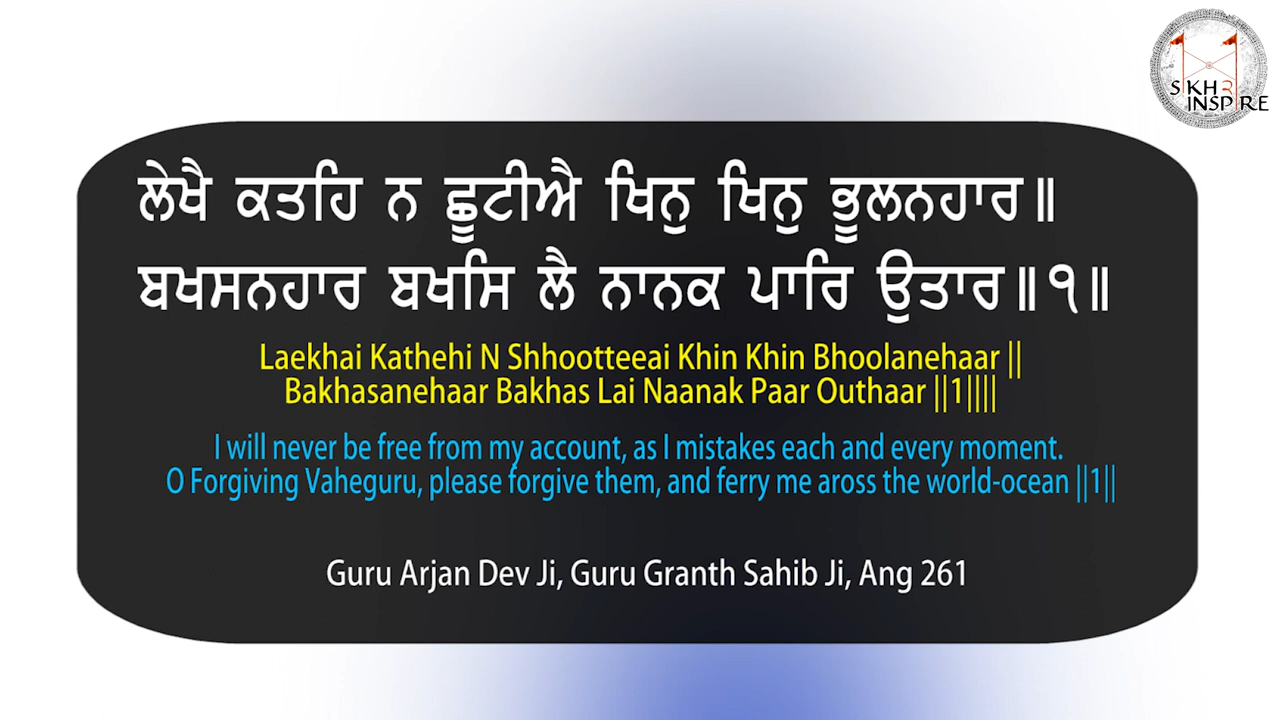 SIKH
INSPIRE
ਲੇਖੈ ਕਤਹਿ ਨ ਛੂਟੀਐ ਖਿਨੁ ਖਿਨੁ ਭੂਲਨਹਾਰ॥
ਬਖਸਨਹਾਰ ਬਖਸਿ ਲੈ ਨਾਨਕ ਪਾਰਿ ਉਤਾਰ॥੧॥
Laekhai Kathehi N Shhootteeai Khin Khin Bhoolanehaar ||
Bakhasanehaar Bakhas Lai Naanak Paar Outhaar ||1||||
I will never be free from my account, as I mistakes each and every moment.
O Forgiving Vaheguru, please forgive them, and ferry me aross the world-ocean ||1||
Guru Arjan Dev Ji, Guru Granth Sahib Ji, Ang 261